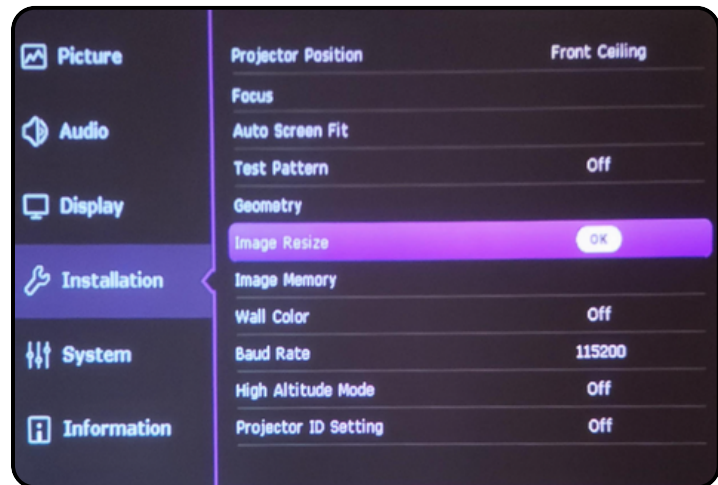 Picture
Audio
Display
Installation
System
Information
Projector Position Front Ceiling
Focus
Auto Screen Fit
Test Pattern Off
Geometry
Image Resize OK
Image Memory
Wall Color Off
Baud Rate 115200
High Altitude Mode Off
Projector ID Setting Off